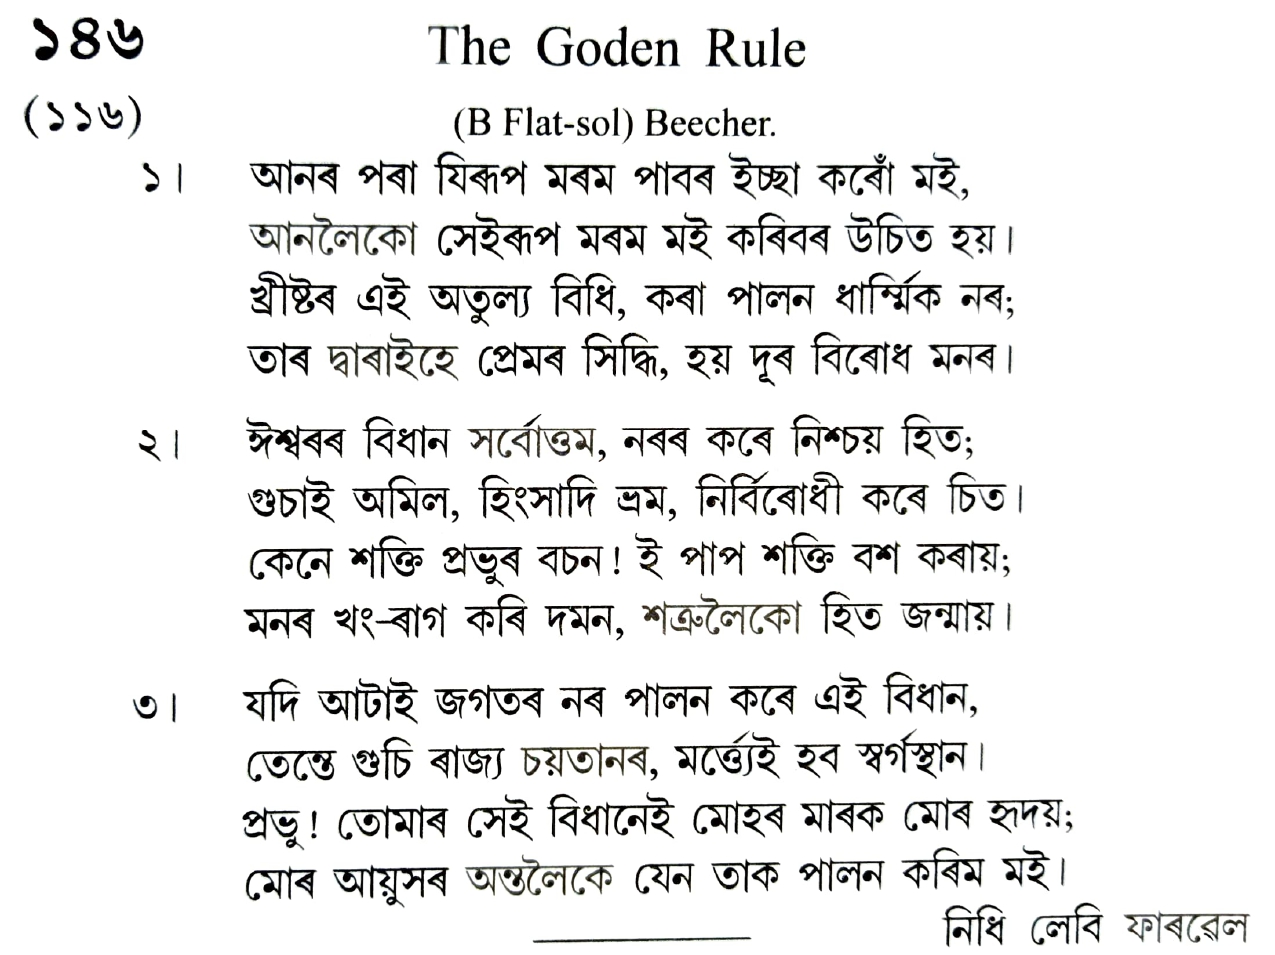 ১৪৬
The Goden Rule
(১১৬)
(B Flat-sol) Beecher.
১। আনৰ পৰা যিৰূপ মৰম পাবৰ ইচ্ছা কৰোঁ মই,
আনলৈকো সেইৰূপ মৰম মই কৰিবৰ উচিত হয়।
খ্ৰীষ্টৰ এই অতুল্য বিধি, কৰা পালন ধাৰ্ম্মিক নৰ;
তাৰ দ্বাৰাইহে প্ৰেমৰ সিদ্ধি, হয় দূৰ বিৰোধ মনৰ।
২। ঈশ্বৰৰ বিধান সৰ্বোত্তম, নৰৰ কৰে নিশ্চয় হিত;
গুচাই অমিল, হিংসাদি ভ্ৰম, নিৰ্বিৰোধী কৰে চিত।
কেনে শক্তি প্ৰভুৰ বচন! ই পাপ শক্তি বশ কৰায়;
মনৰ খং-ৰাগ কৰি দমন, শত্ৰুলৈকো হিত জন্মায়।
৩। যদি আটাই জগতৰ নৰ পালন কৰে এই বিধান,
তেন্তে গুচি ৰাজ্য চয়তানৰ, মৰ্ত্ত্যেই হব স্বৰ্গস্থান।
প্ৰভু! তোমাৰ সেই বিধানেই মোহৰ মাৰক মোৰ হৃদয়;
মোৰ আয়ুসৰ অন্তলৈকে যেন তাক পালন কৰিম মই।
নিধি লেবি ফাৰৱেল